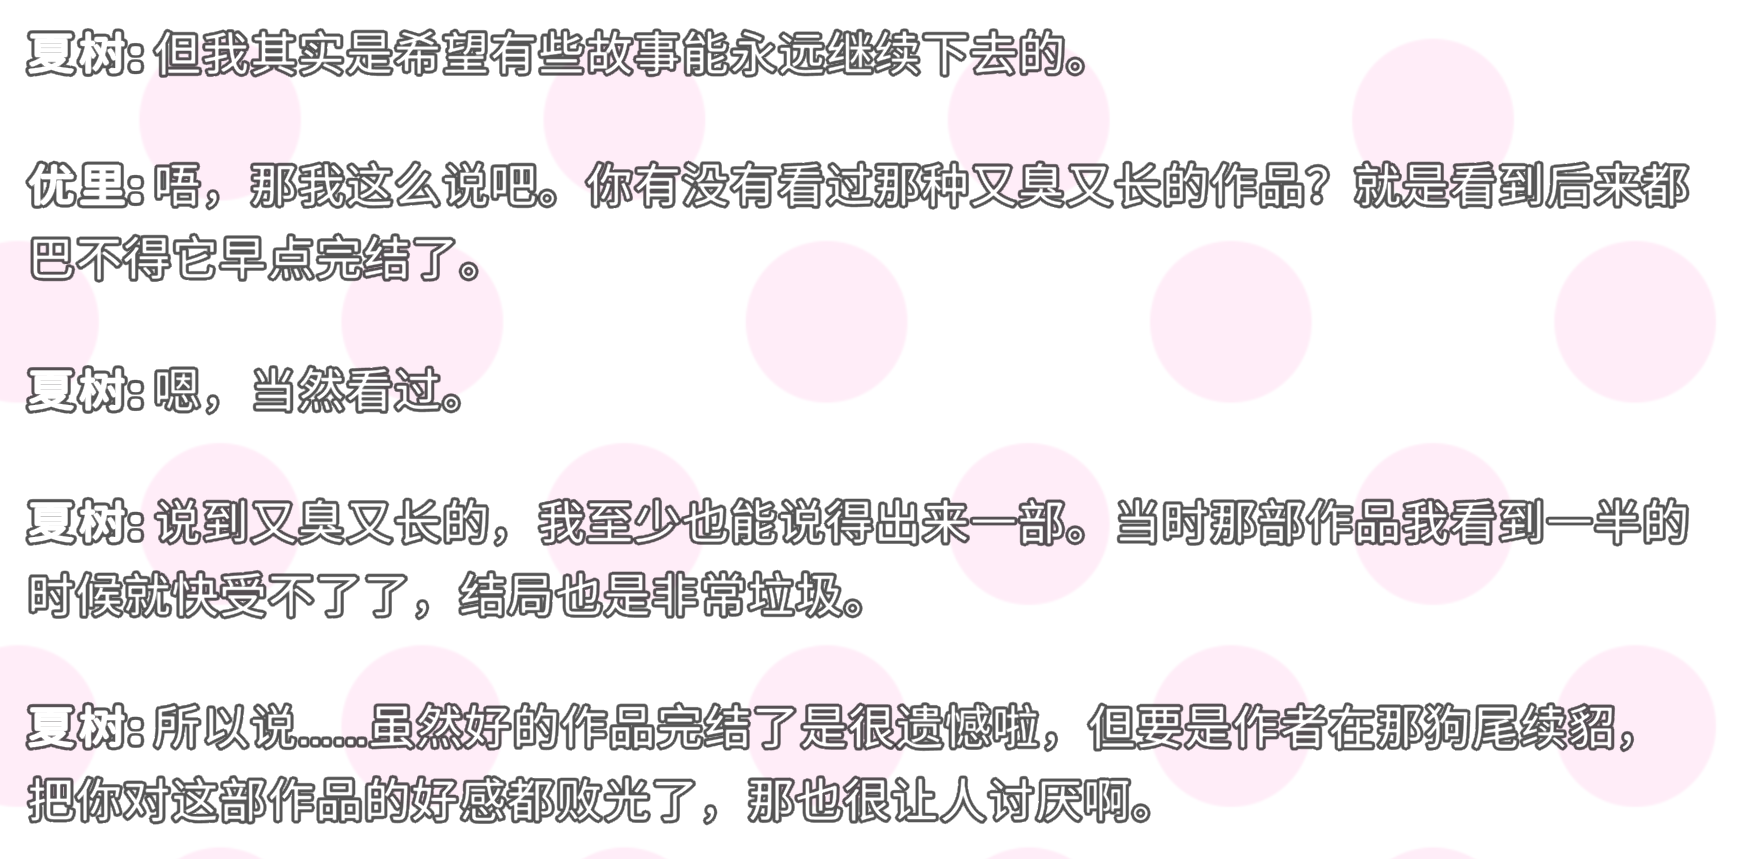 夏树: 但我其实是希望有些故事能永远继续下去的。
优里: 唔，那我这么说吧。你有没有看过那种又臭又长的作品？就是看到后来都
巴不得它早点完结了。
夏树: 嗯，当然看过。
夏树: 说到又臭又长的，我至少也能说得出来一部。当时那部作品我看到一半的
时候就快受不了了，结局也是非常垃圾。
夏树: 所以说……虽然好的作品完结了是很遗憾啦，但要是作者在那狗尾续貂，
把你对这部作品的好感都败光了，那也很让人讨厌啊。